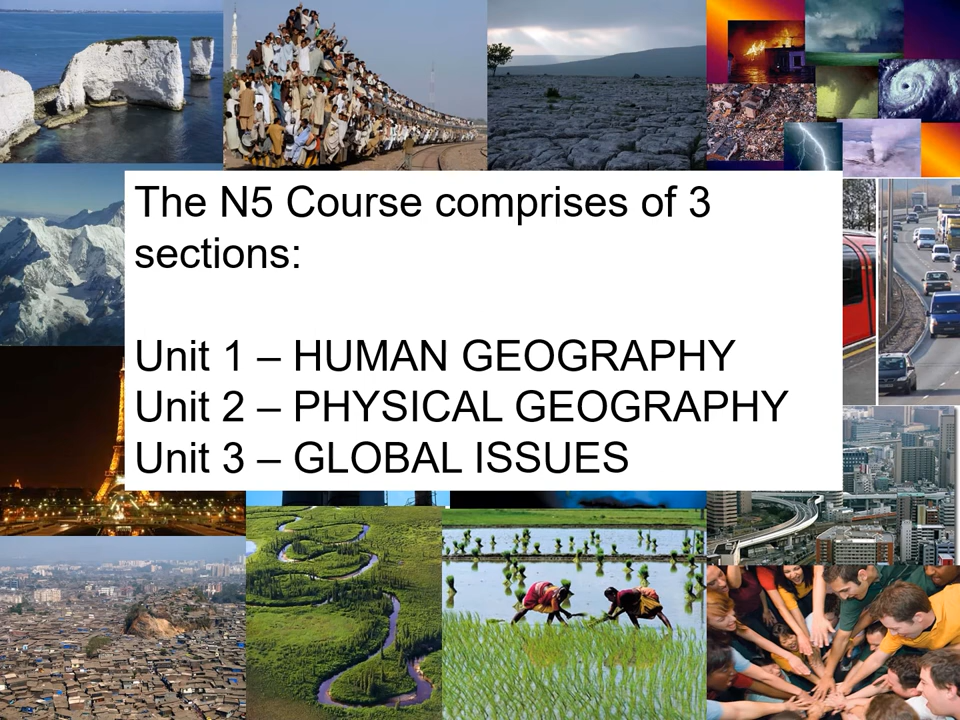 The N5 Course comprises of 3
sections:
Unit 1 – HUMAN GEOGRAPHY
Unit 2 – PHYSICAL GEOGRAPHY
Unit 3 – GLOBAL ISSUES